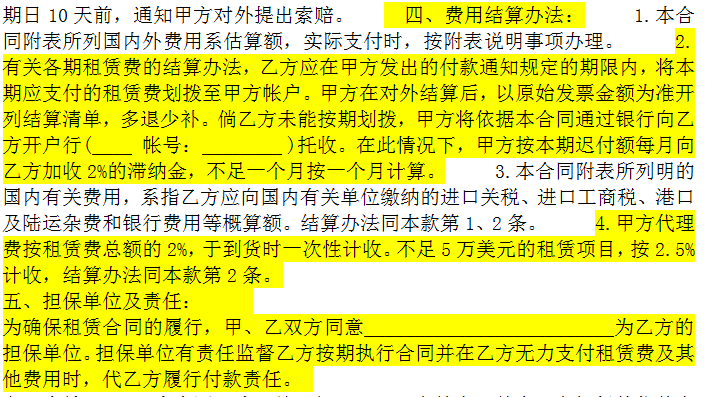 期日10天前，通知甲方对外提出索赔。 四、费用结算办法： 1.本合
同附表所列国内外费用系估算额，实际支付时，按附表说明事项办理。 2.
有关各期租赁费的结算办法，乙方应在甲方发出的付款通知规定的期限内，将本
期应支付的租赁费划拨至甲方帐户。甲方在对外结算后，以原始发票金额为准开
列结算清单，多退少补。倘乙方未能按期划拨，甲方将依据本合同通过银行向乙
方开户行(____ 帐号：________)托收。在此情况下，甲方按本期迟付额每月向
乙方加收2%的滞纳金，不足一个月按一个月计算。 3.本合同附表所列明的
国内有关费用，系指乙方应向国内有关单位缴纳的进口关税、进口工商税、港口
及陆运杂费和银行费用等概算额。结算办法同本款第1、2条。 4.甲方代理
费按租赁费总额的2%，于到货时一次性计收。不足5万美元的租赁项目，按2.5%
计收，结算办法同本款第2条。
五、担保单位及责任：
为确保租赁合同的履行，甲、乙双方同意_________________________为乙方的
担保单位。担保单位有责任监督乙方按期执行合同并在乙方无力支付租赁费及其
他费用时，代乙方履行付款责任。